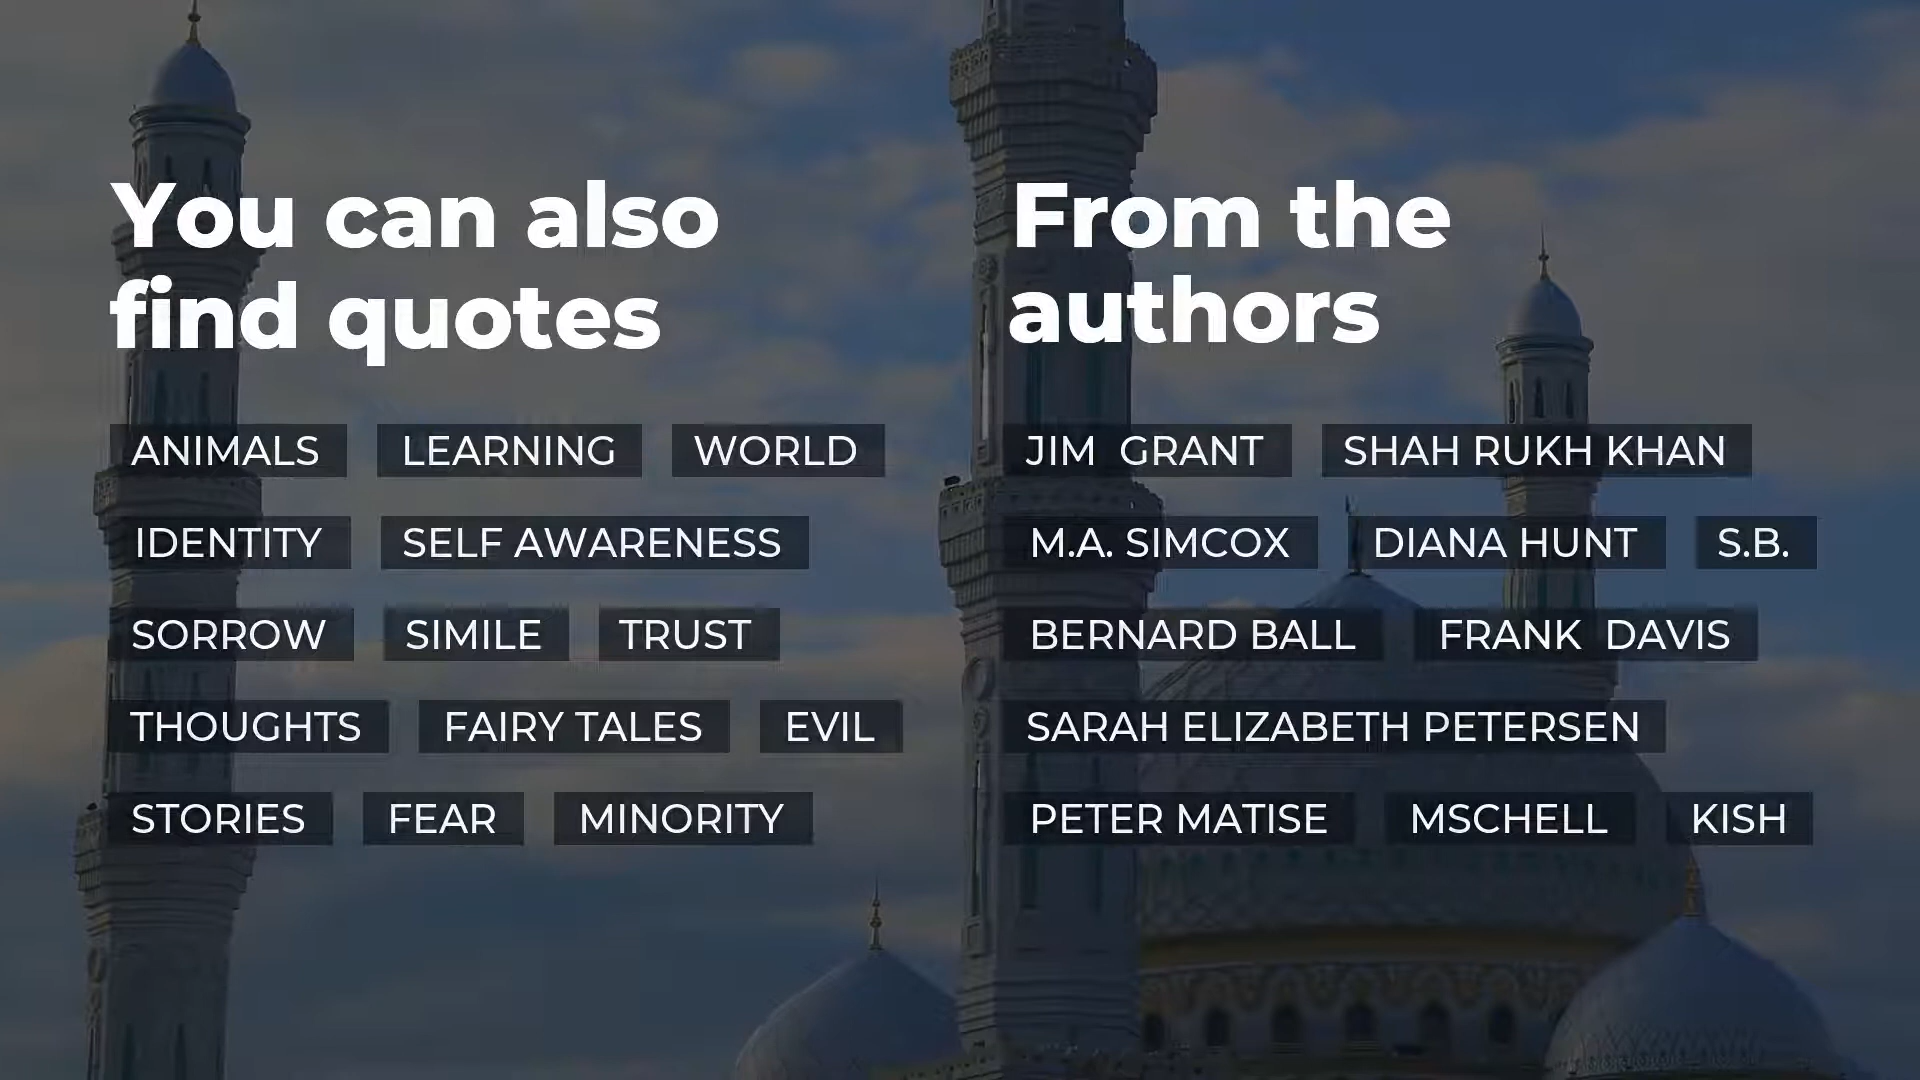 You can also
find quotes
ANIMALS LEARNING WORLD
IDENTITY SELF AWARENESS
SORROW SIMILE TRUST
THOUGHTS FAIRY TALES EVIL
STORIES FEAR MINORITY
From the
authors
JIM GRANT SHAH RUKH KHAN
M.A. SIMCOX DIANA HUNT S.B.
BERNARD BALL FRANK DAVIS
SARAH ELIZABETH PETERSEN
PETER MATISE MSCHELL KISH